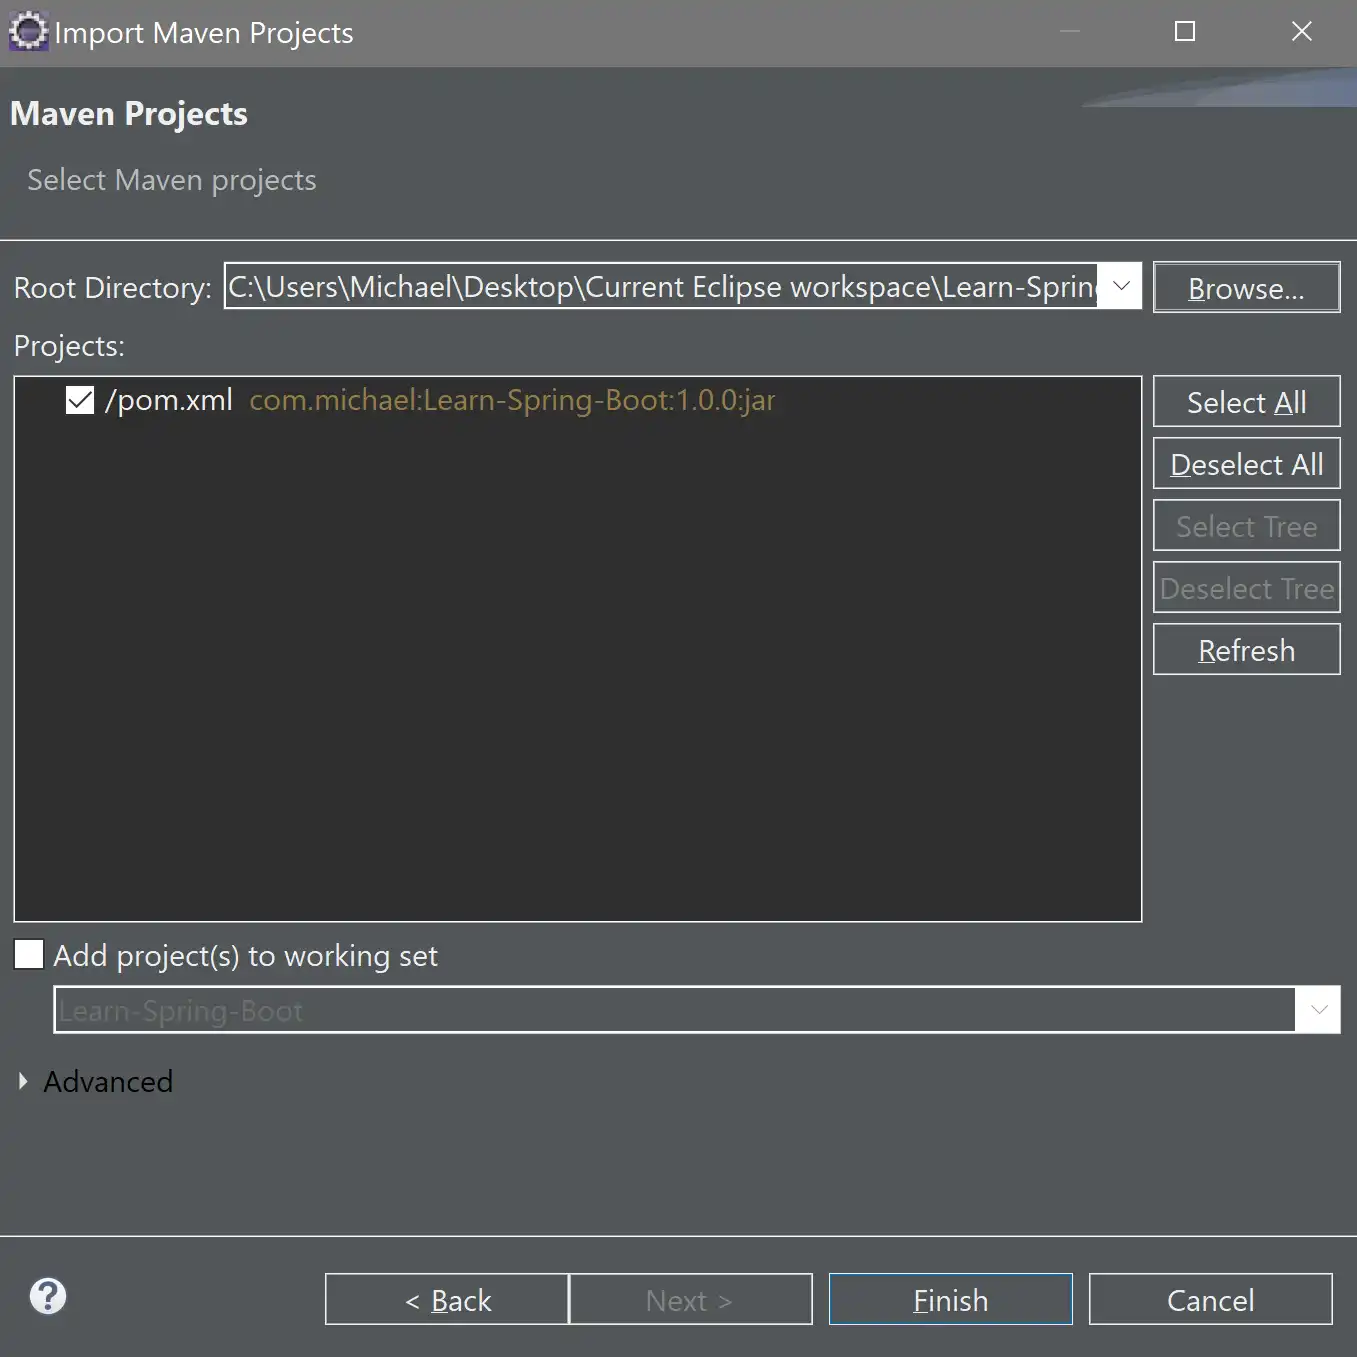 Import Maven Projects
Maven Projects
Select Maven projects
Root Directory: C:\Users\Michael\Desktop\Current Eclipse workspace\Learn-Spring Browse...
Projects:
/pom.xml com.michael:Learn-Spring-Boot:1.0.0:jar
Select All
Deselect All
Select Tree
Deselect Tree
Refresh
Add project(s) to working set
Learn-Spring-Boot
Advanced
? < Back Next > Finish Cancel